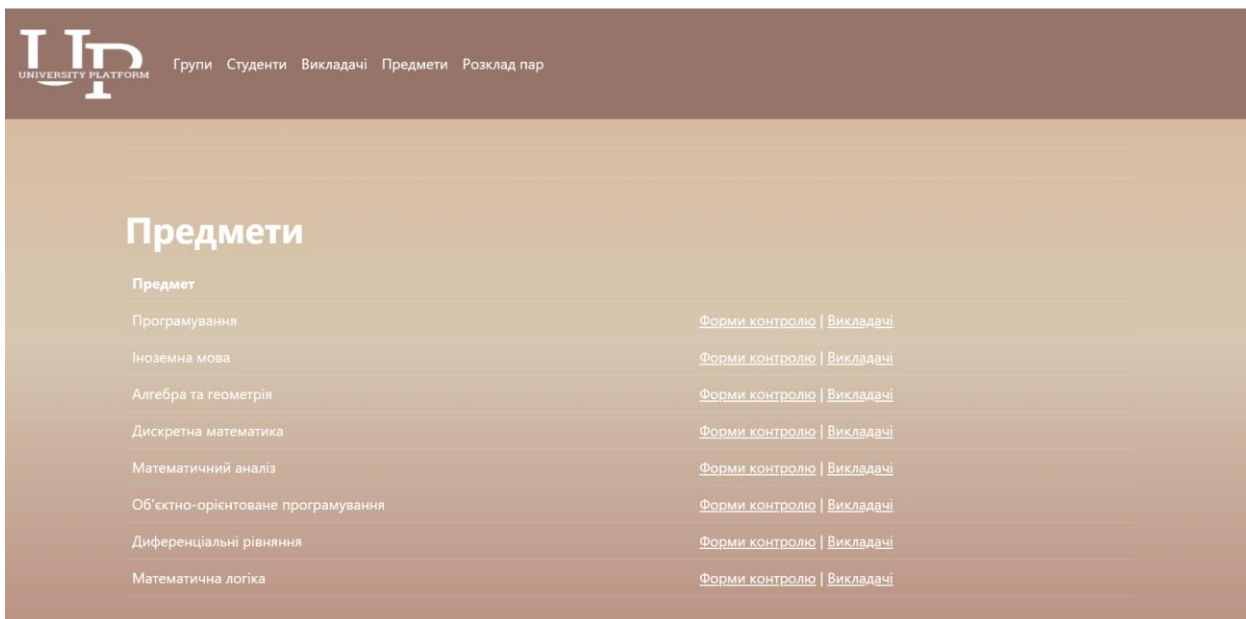 UP
UNIVERSITY PLATFORM
Групи Студенти Викладачі Предмети Розклад пар
Предмети
Предмет
Програмування Форми контролю | Викладачі
Іноземна мова Форми контролю | Викладачі
Алгебра та геометрія Форми контролю | Викладачі
Дискретна математика Форми контролю | Викладачі
Математичний аналіз Форми контролю | Викладачі
Об'єктно-орієнтоване програмування Форми контролю | Викладачі
Диференціальні рівняння Форми контролю | Викладачі
Математична логіка Форми контролю | Викладачі